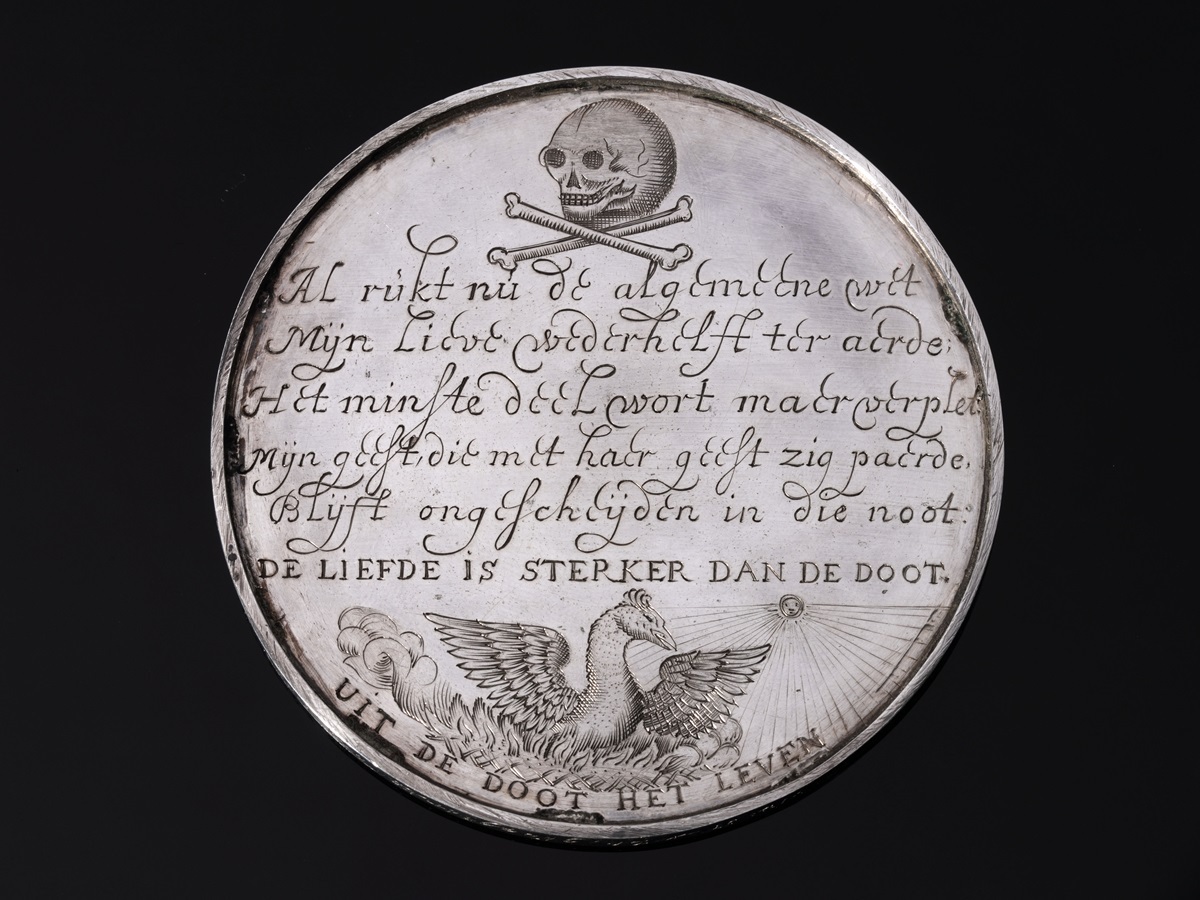 Al rukt nu de algemeene wet
Mijn Lieve wederhelft ter aerde;
Het minste deel wort maer verplet.
Mijn geest, die met haer geest zig paerde,
Blijft ongescheijden in die noot:
DE LIEFDE IS STERKER DAN DE DOOT.
UIT DE DOOT HET LEVEN